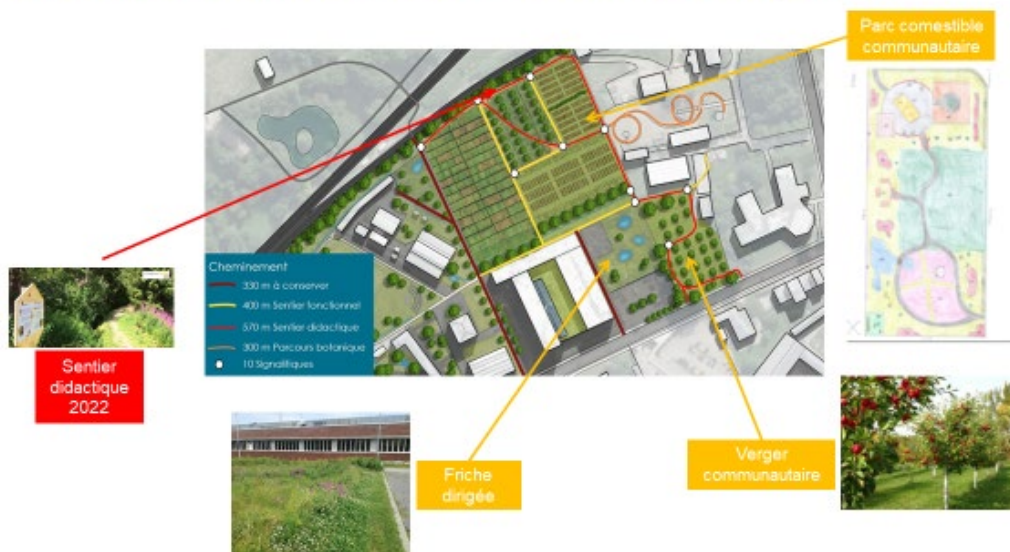 Parc comestible
communautaire
Cheminement
330 m à conserver
400 m Sentier fonctionnel
570 m Sentier didactique
300 m Parcours botanique
10 Signalitiques
Sentier
didactique
2022
Friche
dirigée
Verger
communautaire